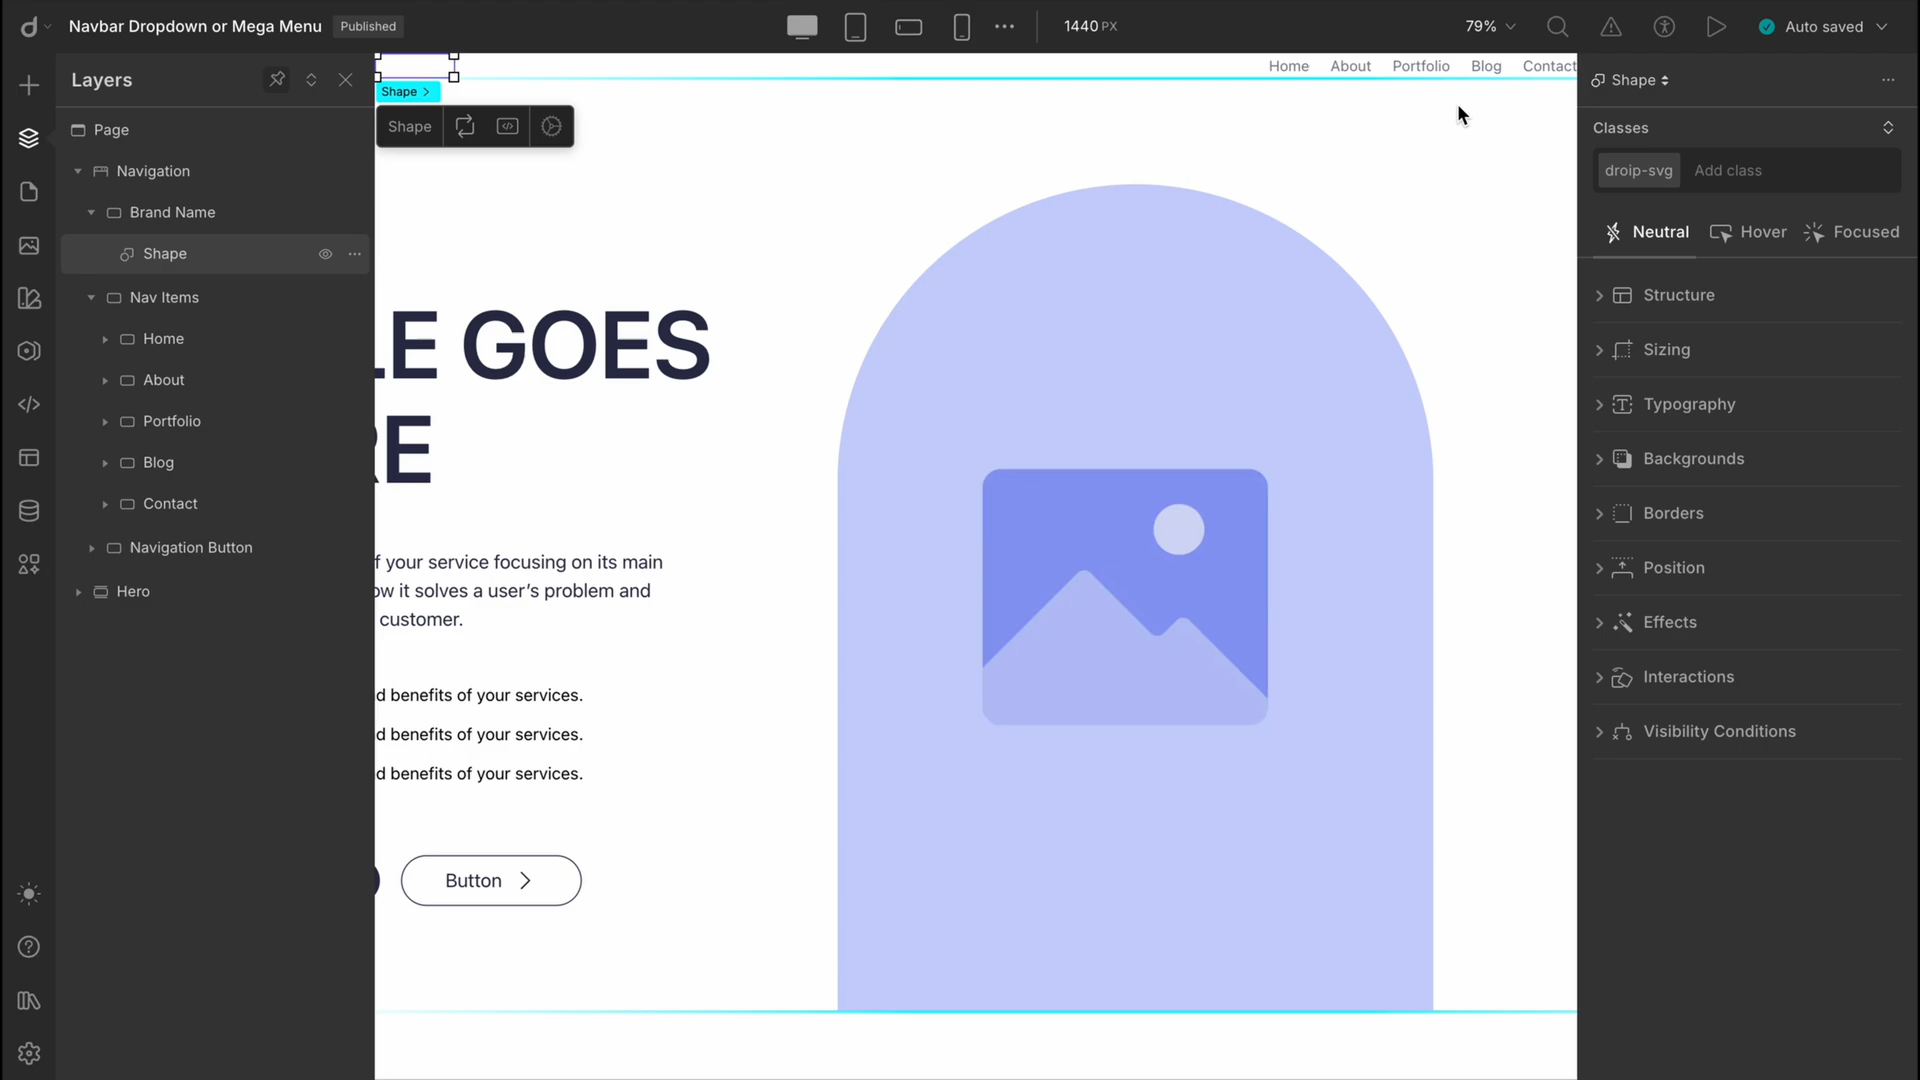 Navbar Dropdown or Mega Menu
Published
1440 PX
79%
Auto saved
Layers
Page
Navigation
Brand Name
Shape
Nav Items
Home
About
Portfolio
Blog
Contact
Navigation Button
Hero
Home About Portfolio Blog Contact
Shape
Shape
LE GOES
RE
f your service focusing on its main
ow it solves a user’s problem and
customer.
d benefits of your services.
d benefits of your services.
d benefits of your services.
Button
Shape
Classes
droip-svg Add class
Neutral Hover Focused
Structure
Sizing
Typography
Backgrounds
Borders
Position
Effects
Interactions
Visibility Conditions